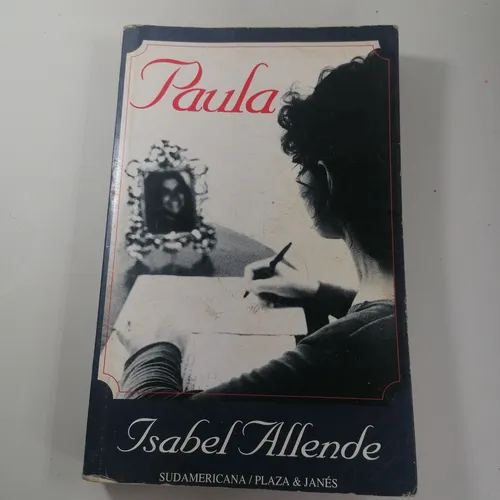 Paula
Isabel Allende
SUDAMERICANA / PLAZA & JANÉS